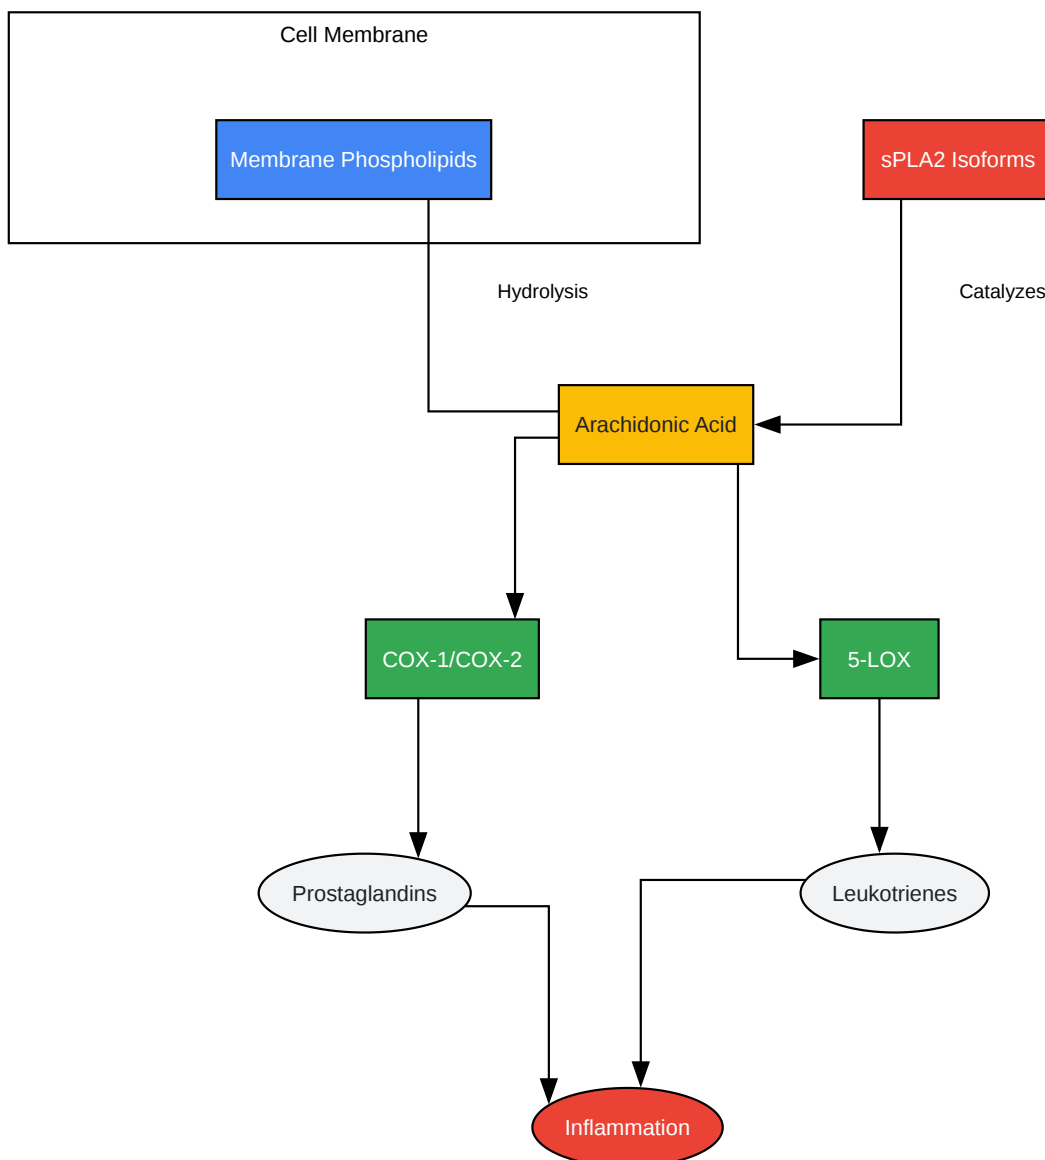 Cell Membrane
Membrane Phospholipids
sPLA2 Isoforms
Hydrolysis
Catalyzes
Arachidonic Acid
COX-1/COX-2
5-LOX
Prostaglandins
Leukotrienes
Inflammation